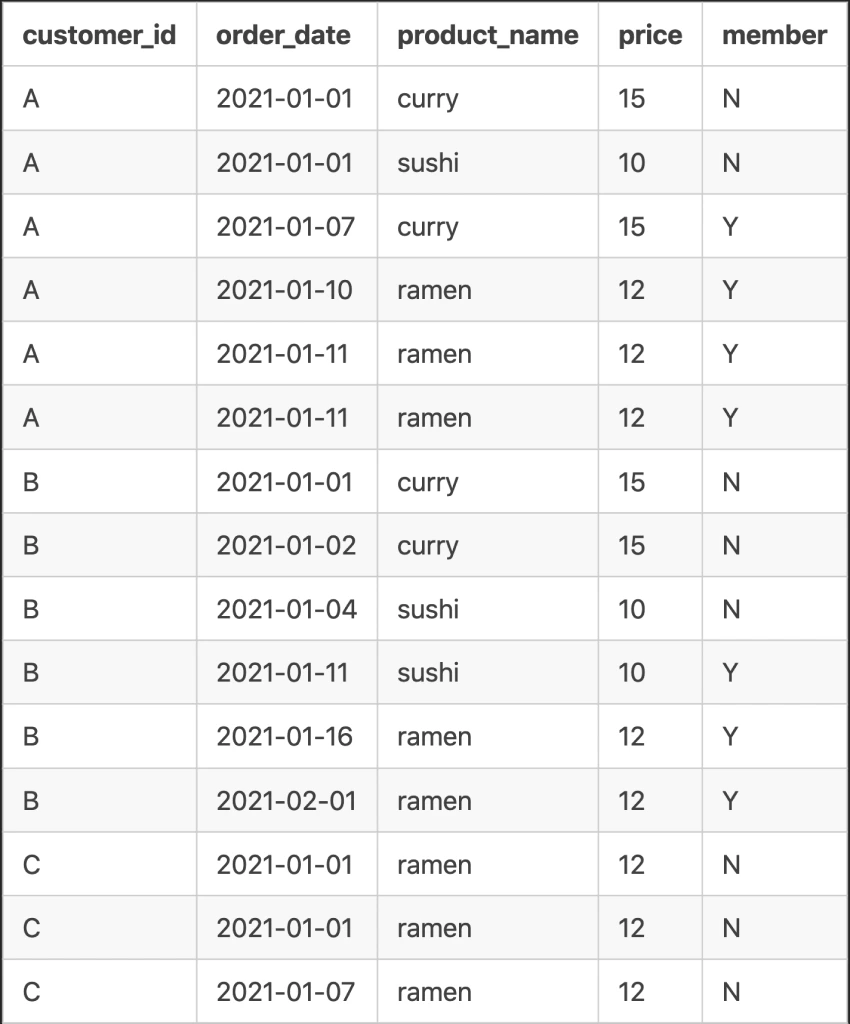 customer_id order_date product_name price member
A 2021-01-01 curry 15 N
A 2021-01-01 sushi 10 N
A 2021-01-07 curry 15 Y
A 2021-01-10 ramen 12 Y
A 2021-01-11 ramen 12 Y
A 2021-01-11 ramen 12 Y
B 2021-01-01 curry 15 N
B 2021-01-02 curry 15 N
B 2021-01-04 sushi 10 N
B 2021-01-11 sushi 10 Y
B 2021-01-16 ramen 12 Y
B 2021-02-01 ramen 12 Y
C 2021-01-01 ramen 12 N
C 2021-01-01 ramen 12 N
C 2021-01-07 ramen 12 N